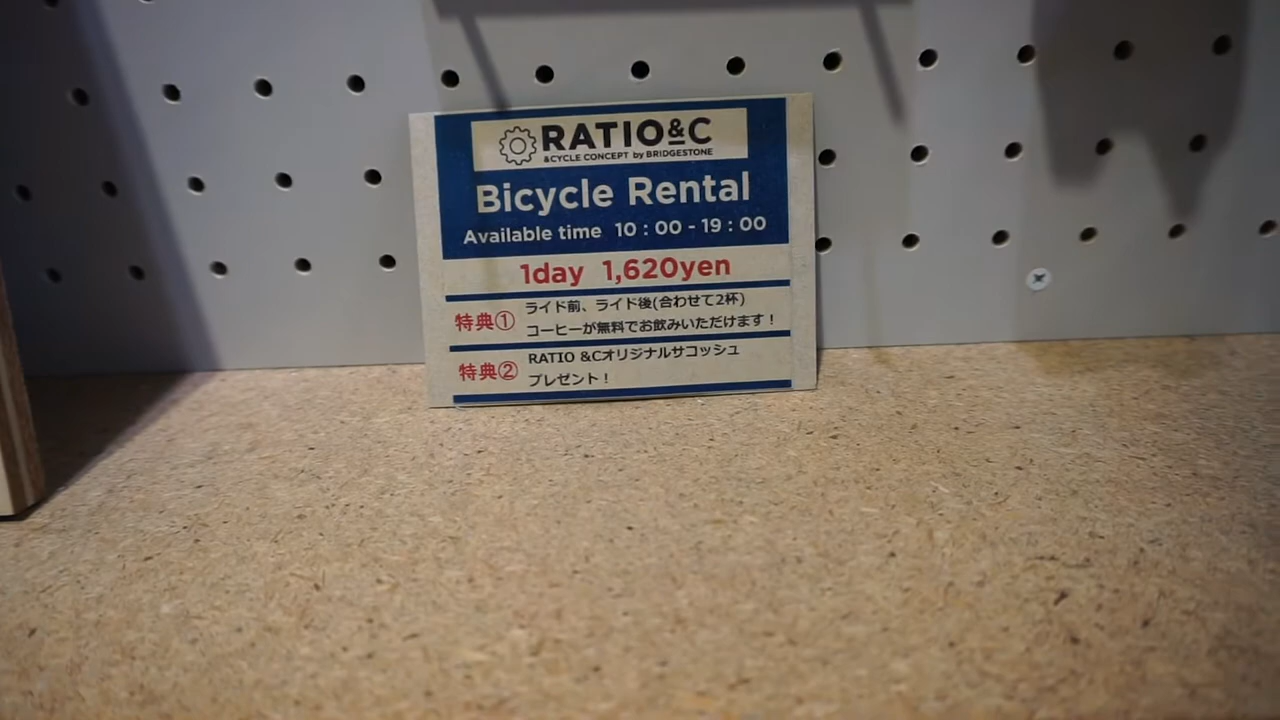 RATIO&C
&CYCLE CONCEPT by BRIDGESTONE
Bicycle Rental
Available time 10:00-19:00
1day 1,620yen
特典① ライド前、ライド後(合わせて2杯)
コーヒーが無料でお飲みいただけます!
特典② RATIO &Cオリジナルサコッシュ
プレゼント!